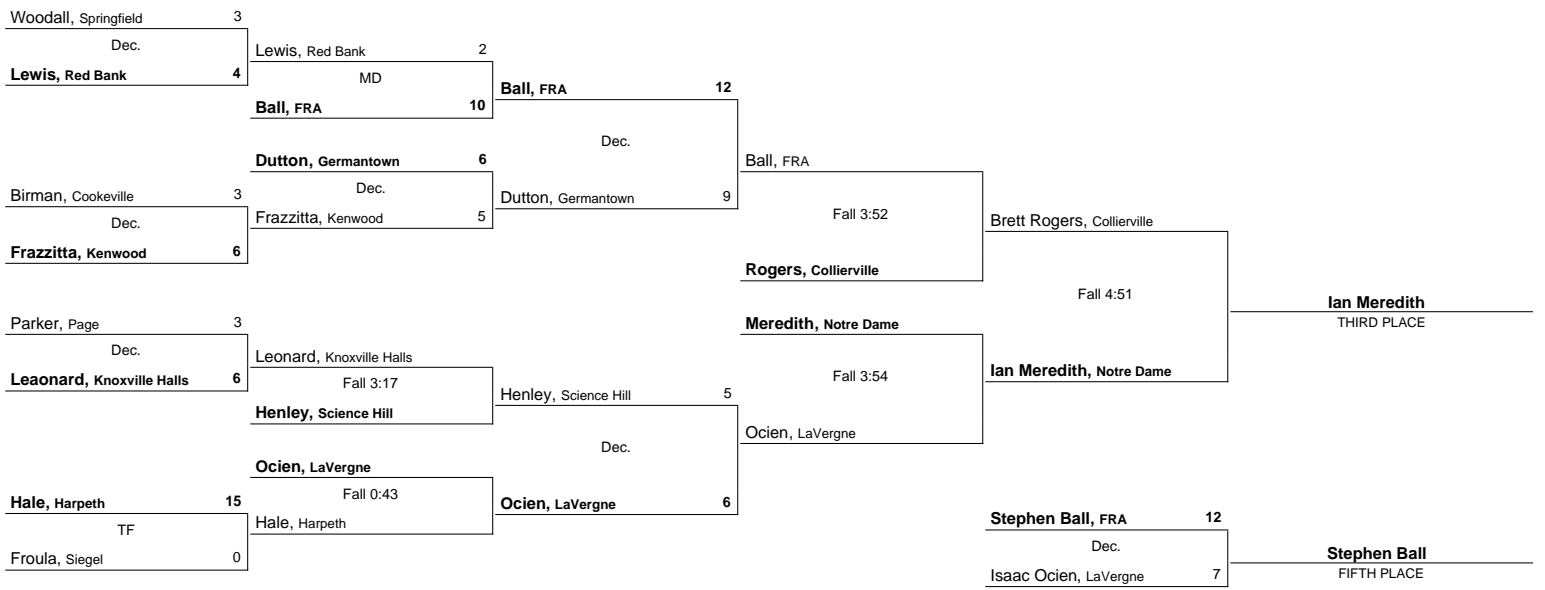 Woodall, Springfield 3
Dec.
Lewis, Red Bank 4
Birman, Cookeville 3
Dec.
Frazzitta, Kenwood 6
Parker, Page 3
Dec.
Leaonard, Knoxville Halls 6
Hale, Harpeth 15
TF
Froula, Siegel 0
Lewis, Red Bank 2
MD
Ball, FRA 10
Dutton, Germantown 6
Dec.
Frazzitta, Kenwood 5
Leonard, Knoxville Halls
Fall 3:17
Henley, Science Hill
Ocien, LaVergne
Fall 0:43
Hale, Harpeth
Ball, FRA 12
Dec.
Dutton, Germantown 9
Henley, Science Hill 5
Dec.
Ocien, LaVergne 6
Ball, FRA
Fall 3:52
Rogers, Collierville
Meredith, Notre Dame
Fall 3:54
Ocien, LaVergne
Brett Rogers, Collierville
Fall 4:51
Ian Meredith, Notre Dame
Ian Meredith
THIRD PLACE
Stephen Ball, FRA 12
Dec.
Isaac Ocien, LaVergne 7
Stephen Ball
FIFTH PLACE